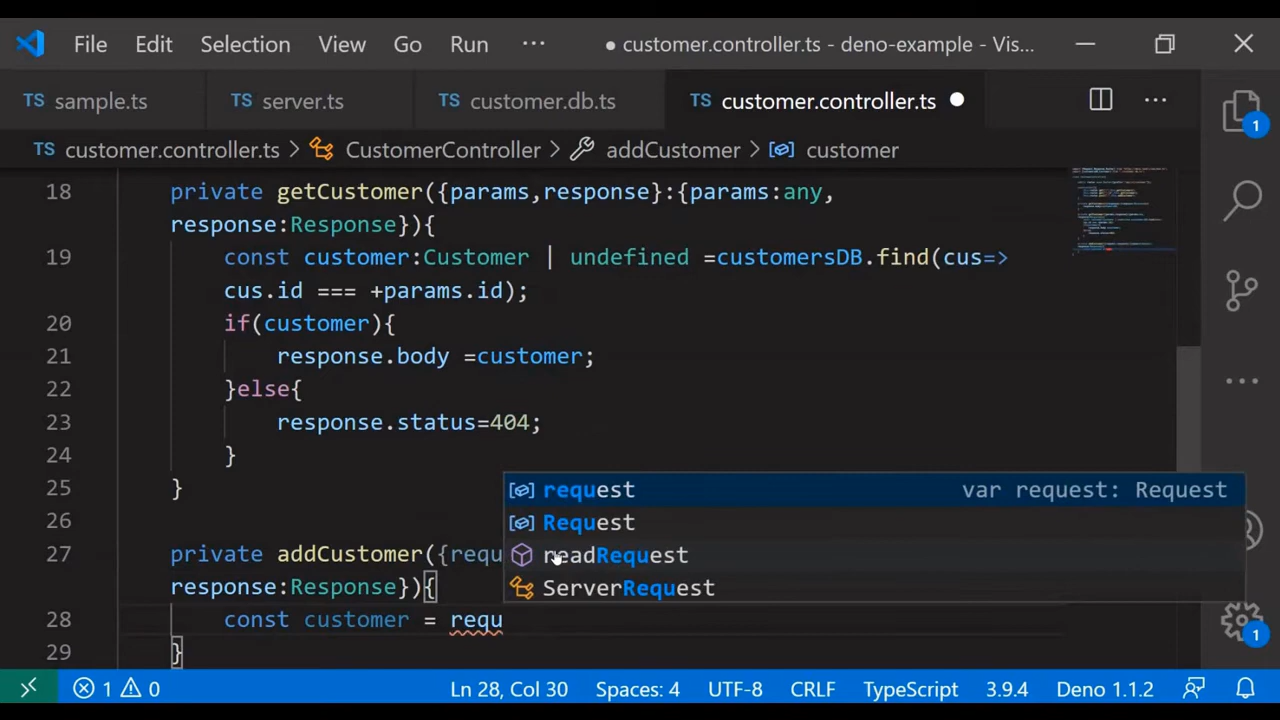 File Edit Selection View Go Run ··· ● customer.controller.ts - deno-example - Vis...
TS sample.ts TS server.ts TS customer.db.ts TS customer.controller.ts ● ···
TS customer.controller.ts > CustomerController > addCustomer > customer
18 private getCustomer({params,response}:{params:any,
response:Response}){
19 const customer:Customer | undefined =customersDB.find(cus=>
cus.id === +params.id);
20 if(customer){
21 response.body =customer;
22 }else{
23 response.status=404;
24 }
25 }
26
27 private addCustomer({requ
response:Response}){
28 const customer = requ
29 }
request var request: Request
Request
readRequest
ServerRequest
1
1
1 0 Ln 28, Col 30 Spaces: 4 UTF-8 CRLF TypeScript 3.9.4 Deno 1.1.2